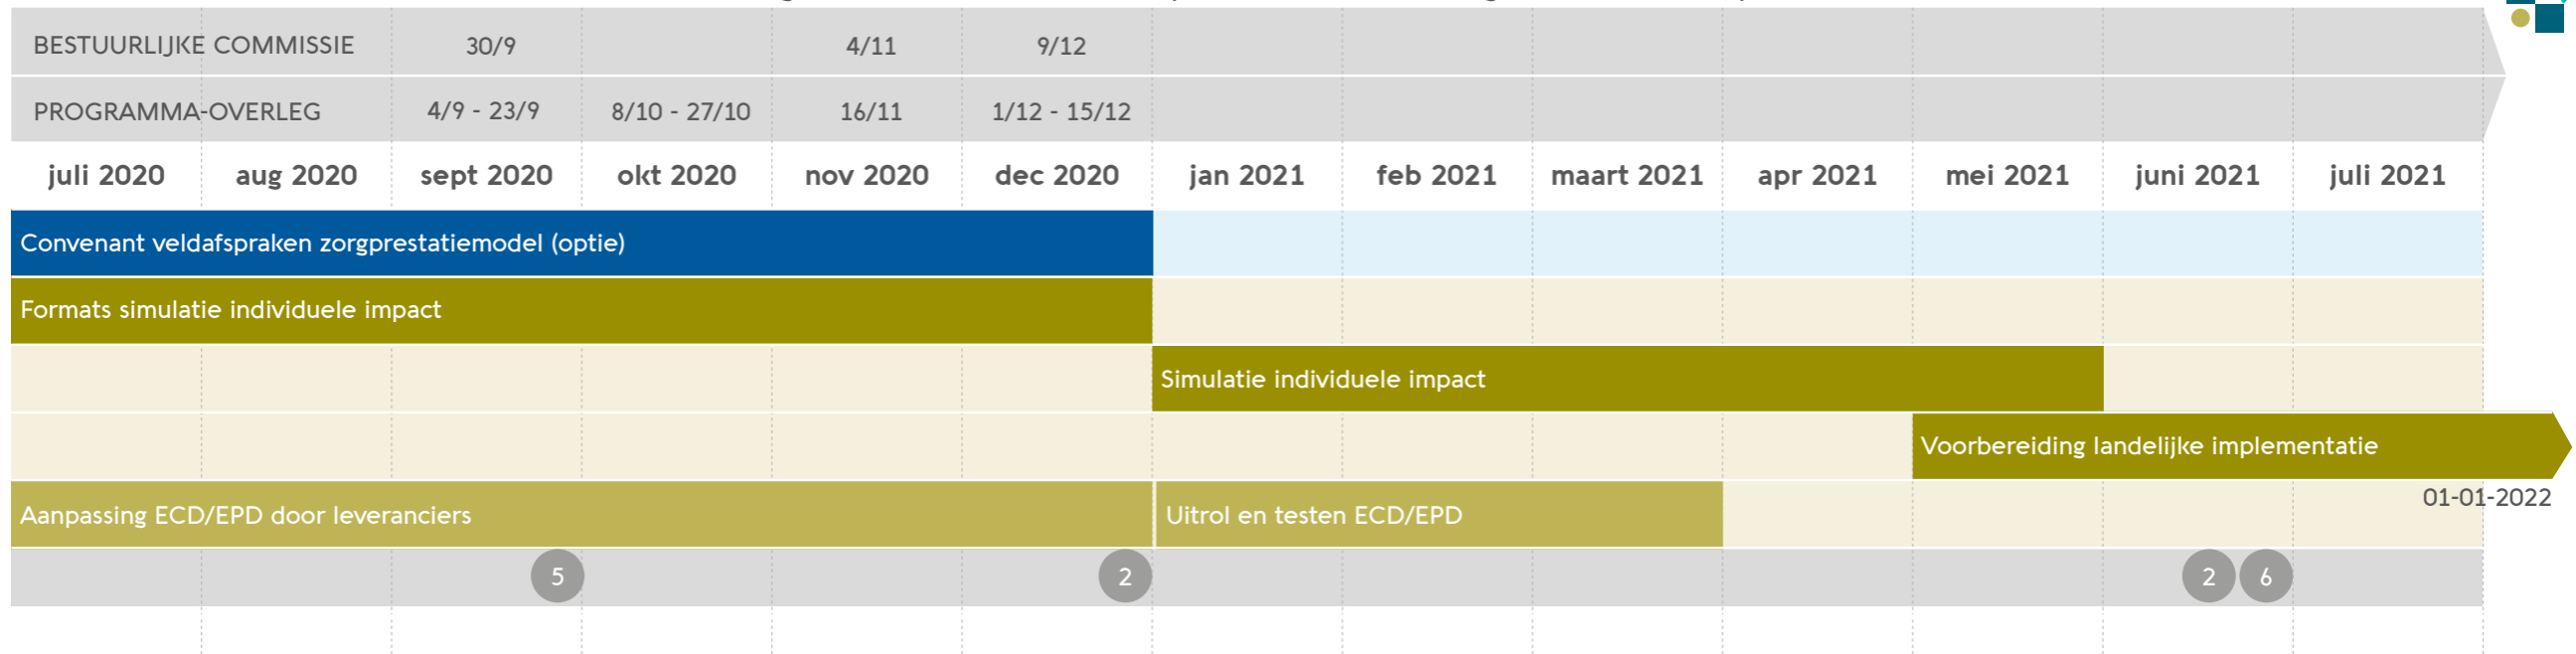 BESTUURLIJKE COMMISSIE 30/9 4/11 9/12
PROGRAMMA-OVERLEG 4/9 - 23/9 8/10 - 27/10 16/11 1/12 - 15/12
juli 2020 aug 2020 sept 2020 okt 2020 nov 2020 dec 2020 jan 2021 feb 2021 maart 2021 apr 2021 mei 2021 juni 2021 juli 2021
Convenant veldafspraken zorgprestatiemodel (optie)
Formats simulatie individuele impact
Simulatie individuele impact
Voorbereiding landelijke implementatie
01-01-2022
Aanpassing ECD/EPD door leveranciers Uitrol en testen ECD/EPD
5 2 2 6